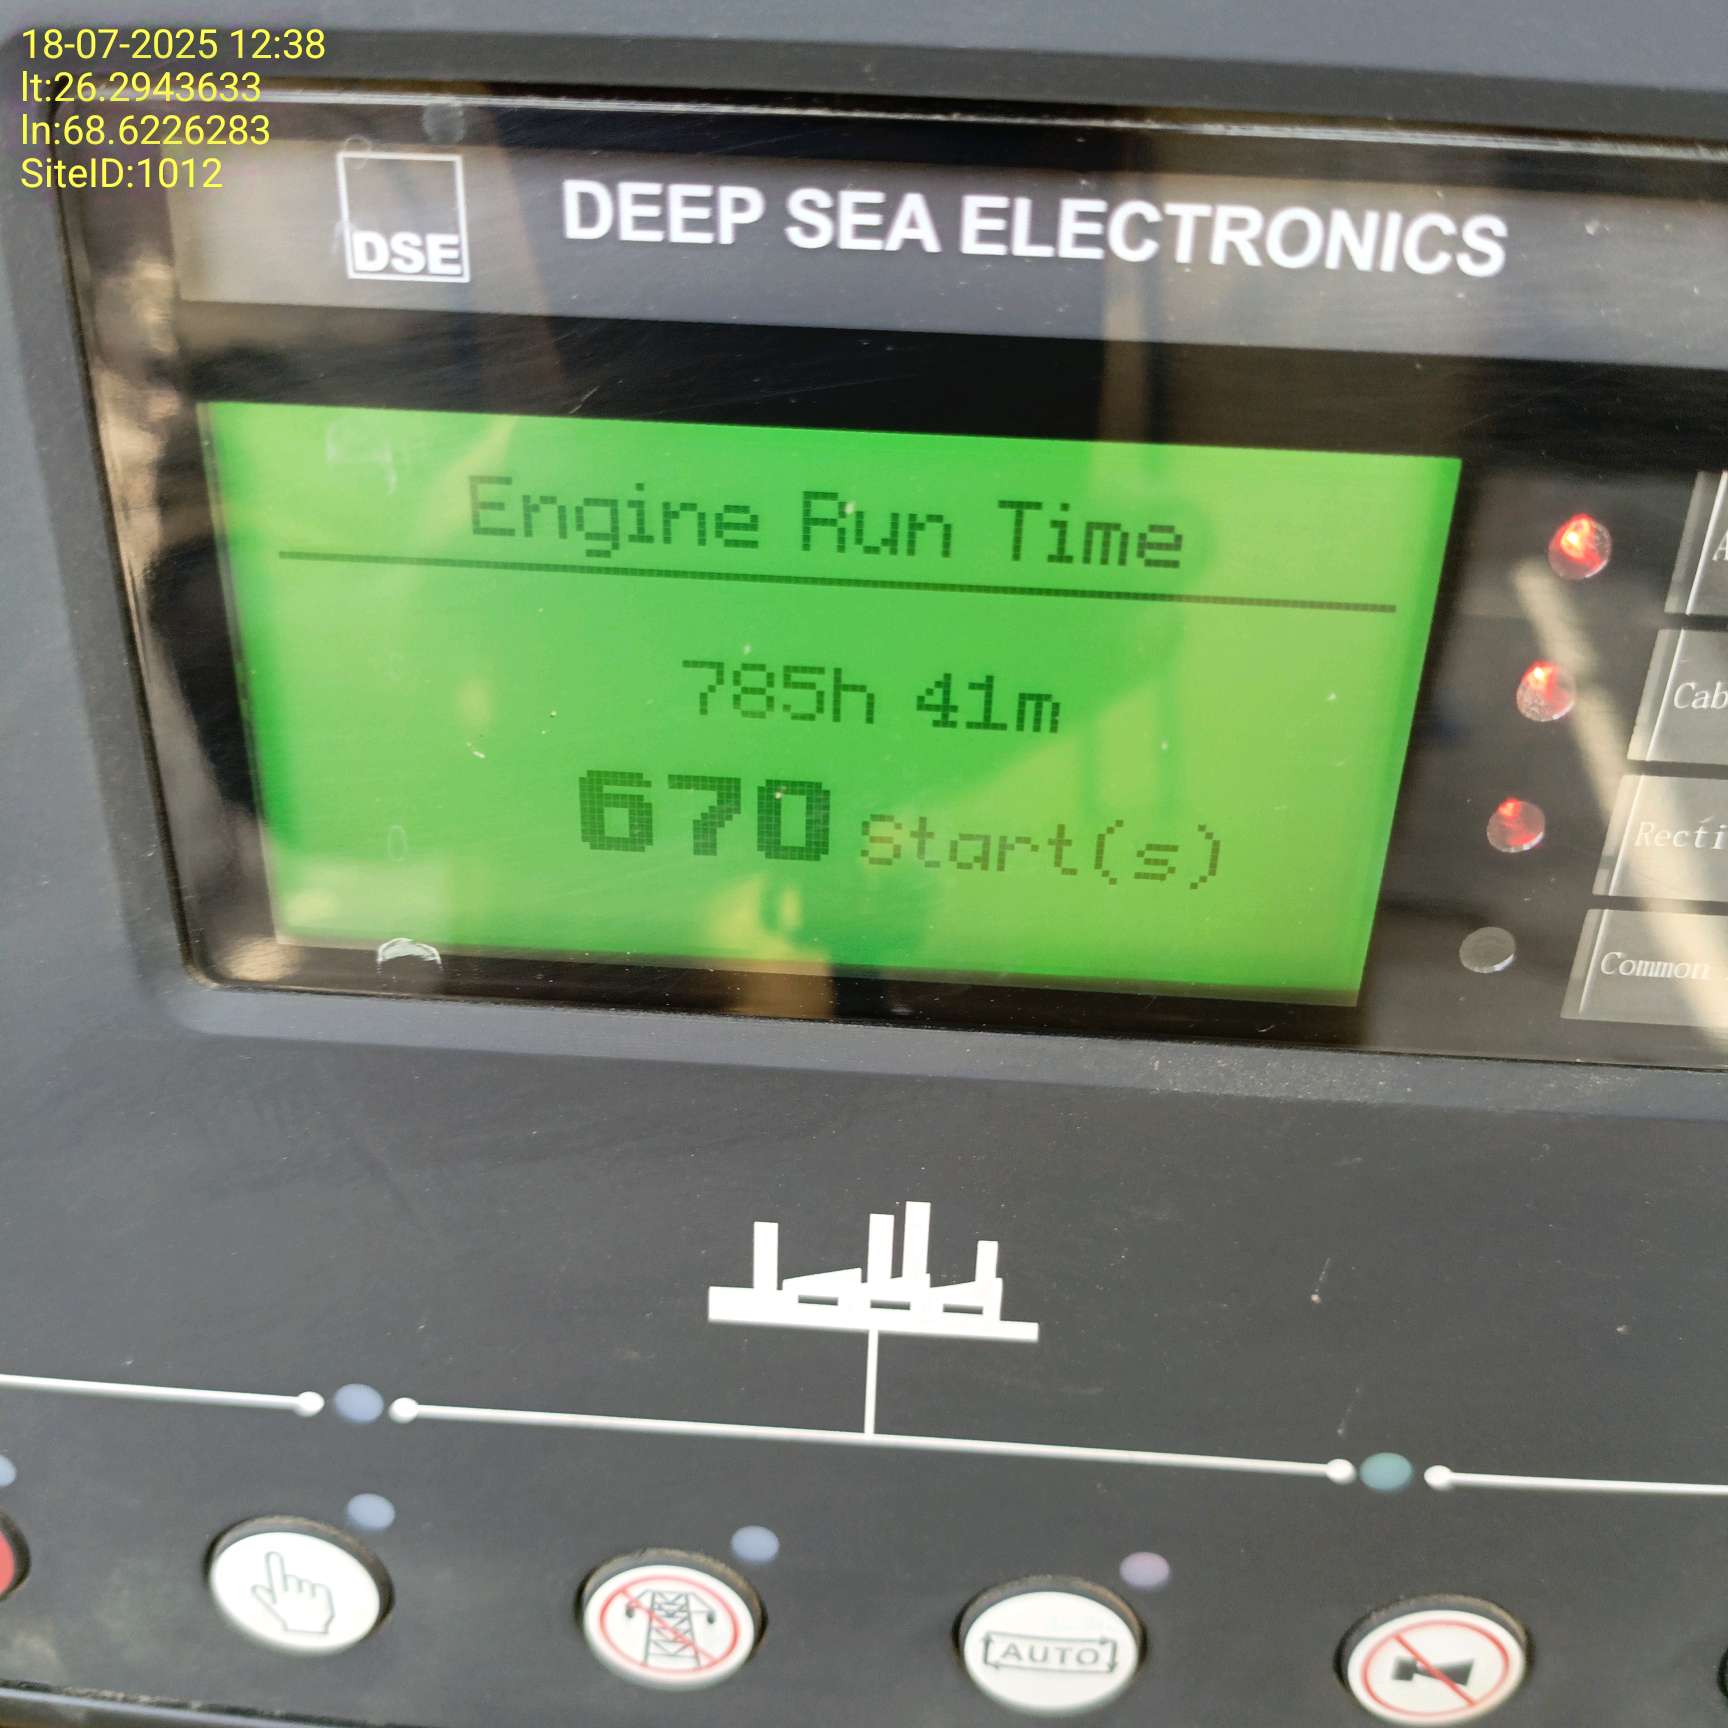 18-07-2025 12:38
lt:26.2943633
ln:68.6226283
SiteID:1012
DSE
DEEP SEA ELECTRONICS
Engine Run Time
785h 41m
670 Start(s)
Cab
Recti
Common
AUTO